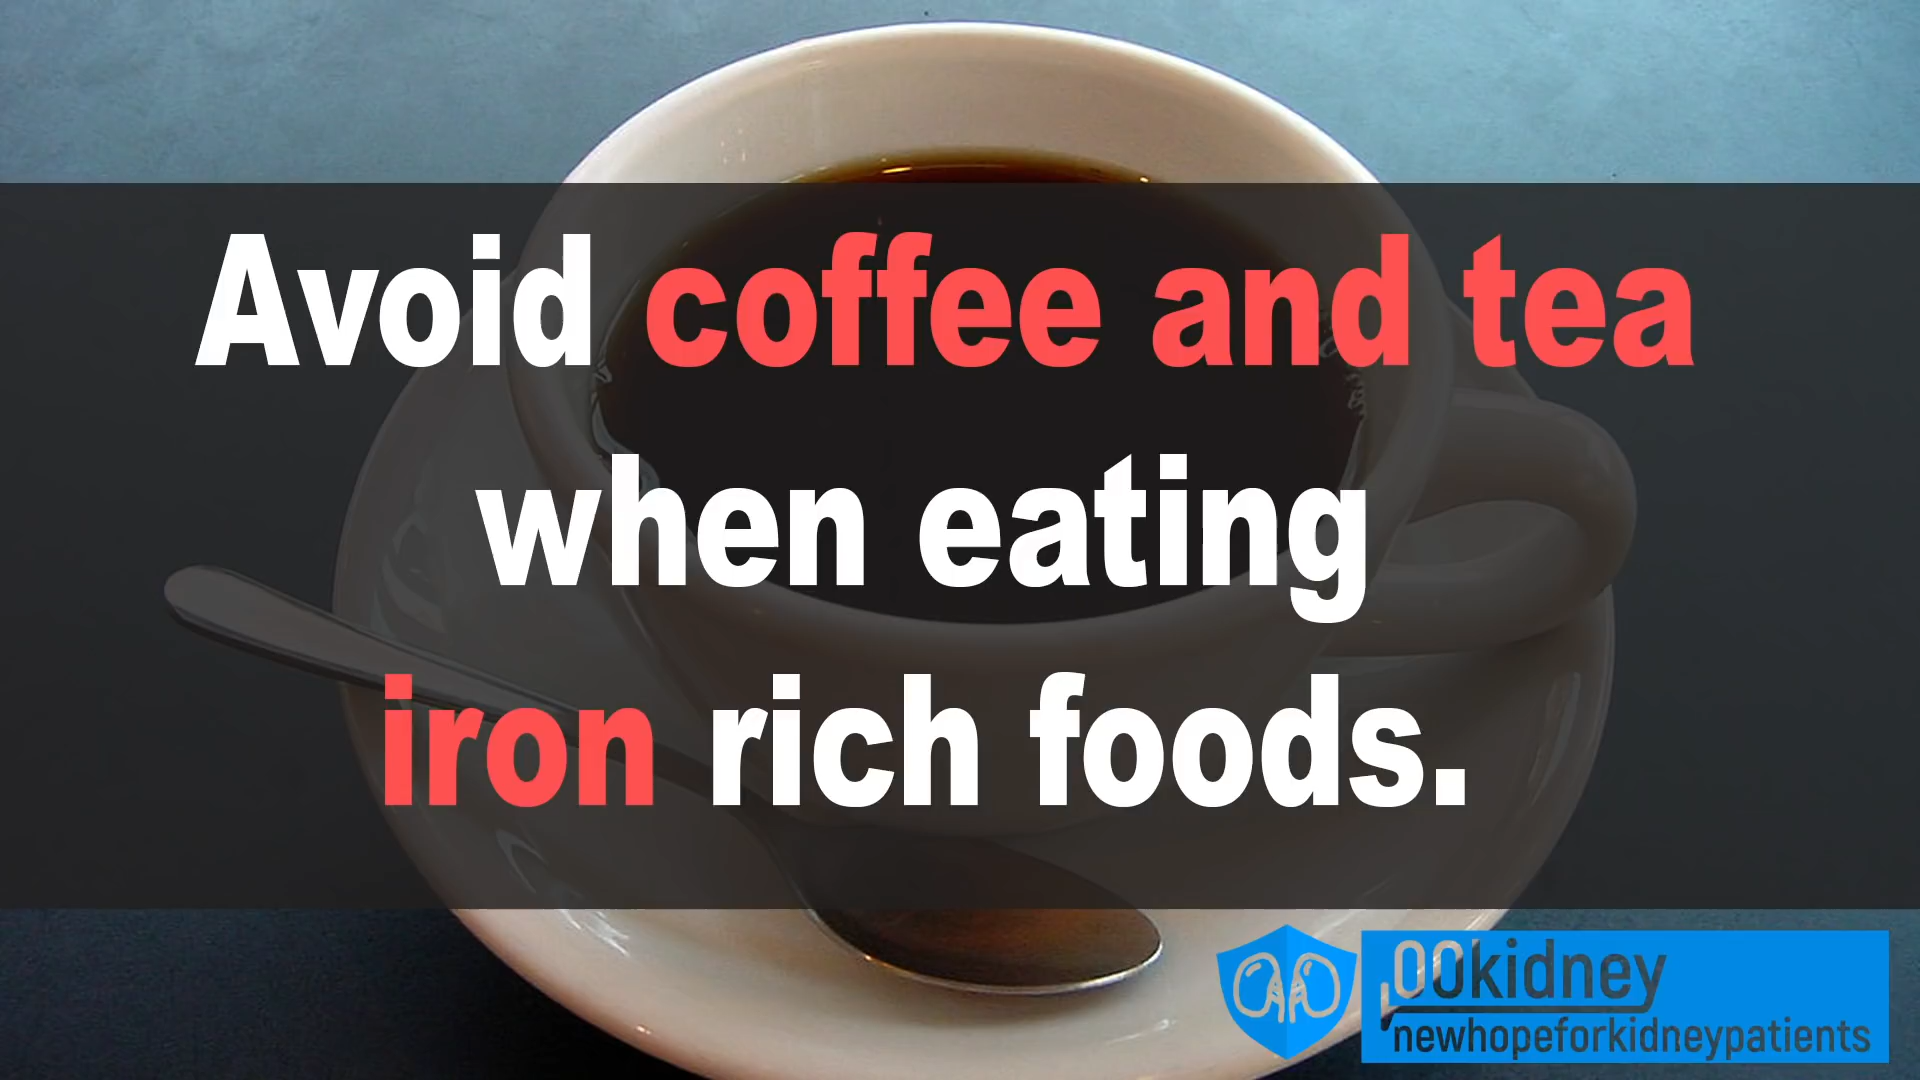 Avoid coffee and tea
when eating
iron rich foods.
00kidney
newhopeforkidneypatients